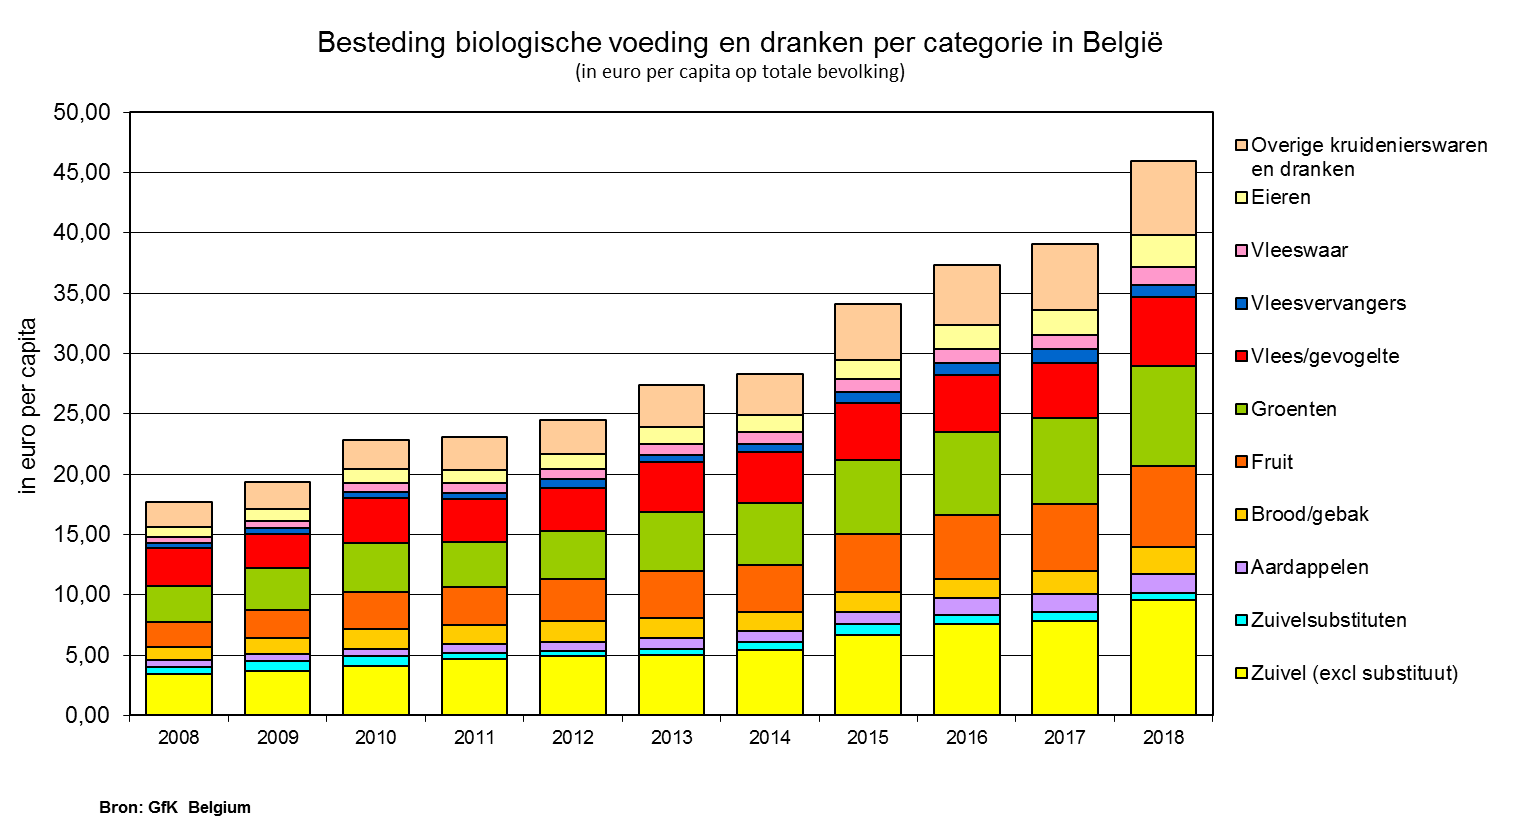 Besteding biologische voeding en dranken per categorie in België
(in euro per capita op totale bevolking)
in euro per capita
50,00
45,00
40,00
35,00
30,00
25,00
20,00
15,00
10,00
5,00
0,00
2008 2009 2010 2011 2012 2013 2014 2015 2016 2017 2018
Overige kruidenierswaren
en dranken
Eieren
Vleeswaar
Vleesvervangers
Vlees/gevogelte
Groenten
Fruit
Brood/gebak
Aardappelen
Zuivelsubstituten
Zuivel (excl substituut)
Bron: GfK Belgium